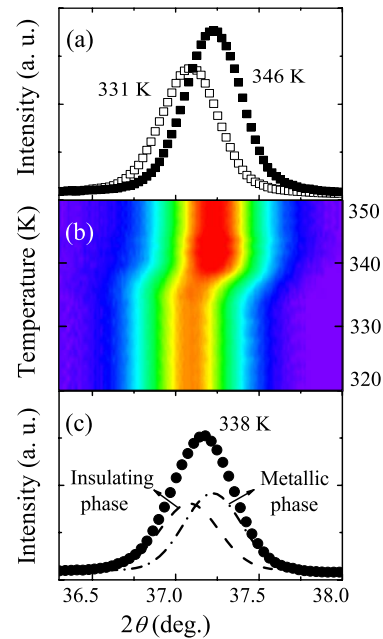 Intensity (a. u.)
(a)
331 K
346 K
Temperature (K)
(b)
350
340
330
320
Intensity (a. u.)
(c)
338 K
Insulating
phase
Metallic
phase
36.5 37.0 37.5 38.0
2θ (deg.)